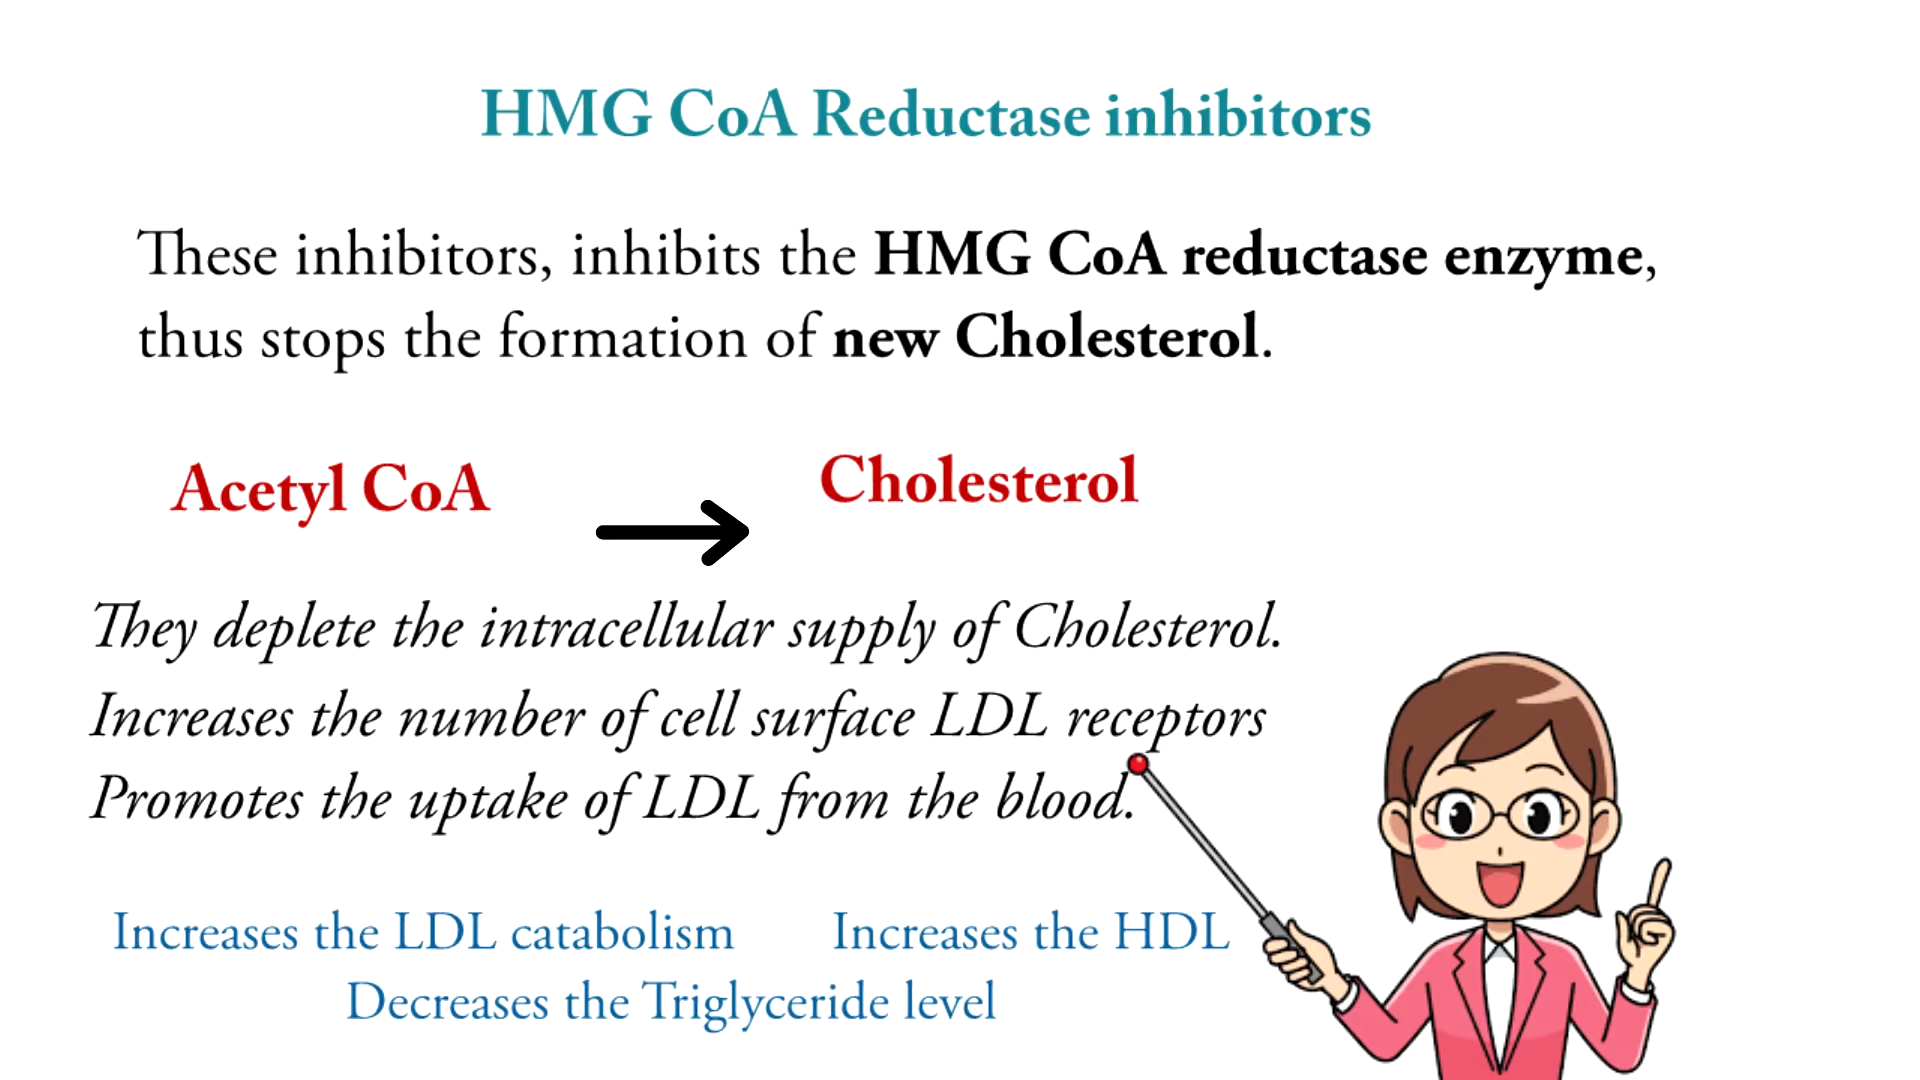 HMG CoA Reductase inhibitors
These inhibitors, inhibits the HMG CoA reductase enzyme,
thus stops the formation of new Cholesterol.
Acetyl CoA
Cholesterol
They deplete the intracellular supply of Cholesterol.
Increases the number of cell surface LDL receptors
Promotes the uptake of LDL from the blood.
Increases the LDL catabolism
Increases the HDL
Decreases the Triglyceride level